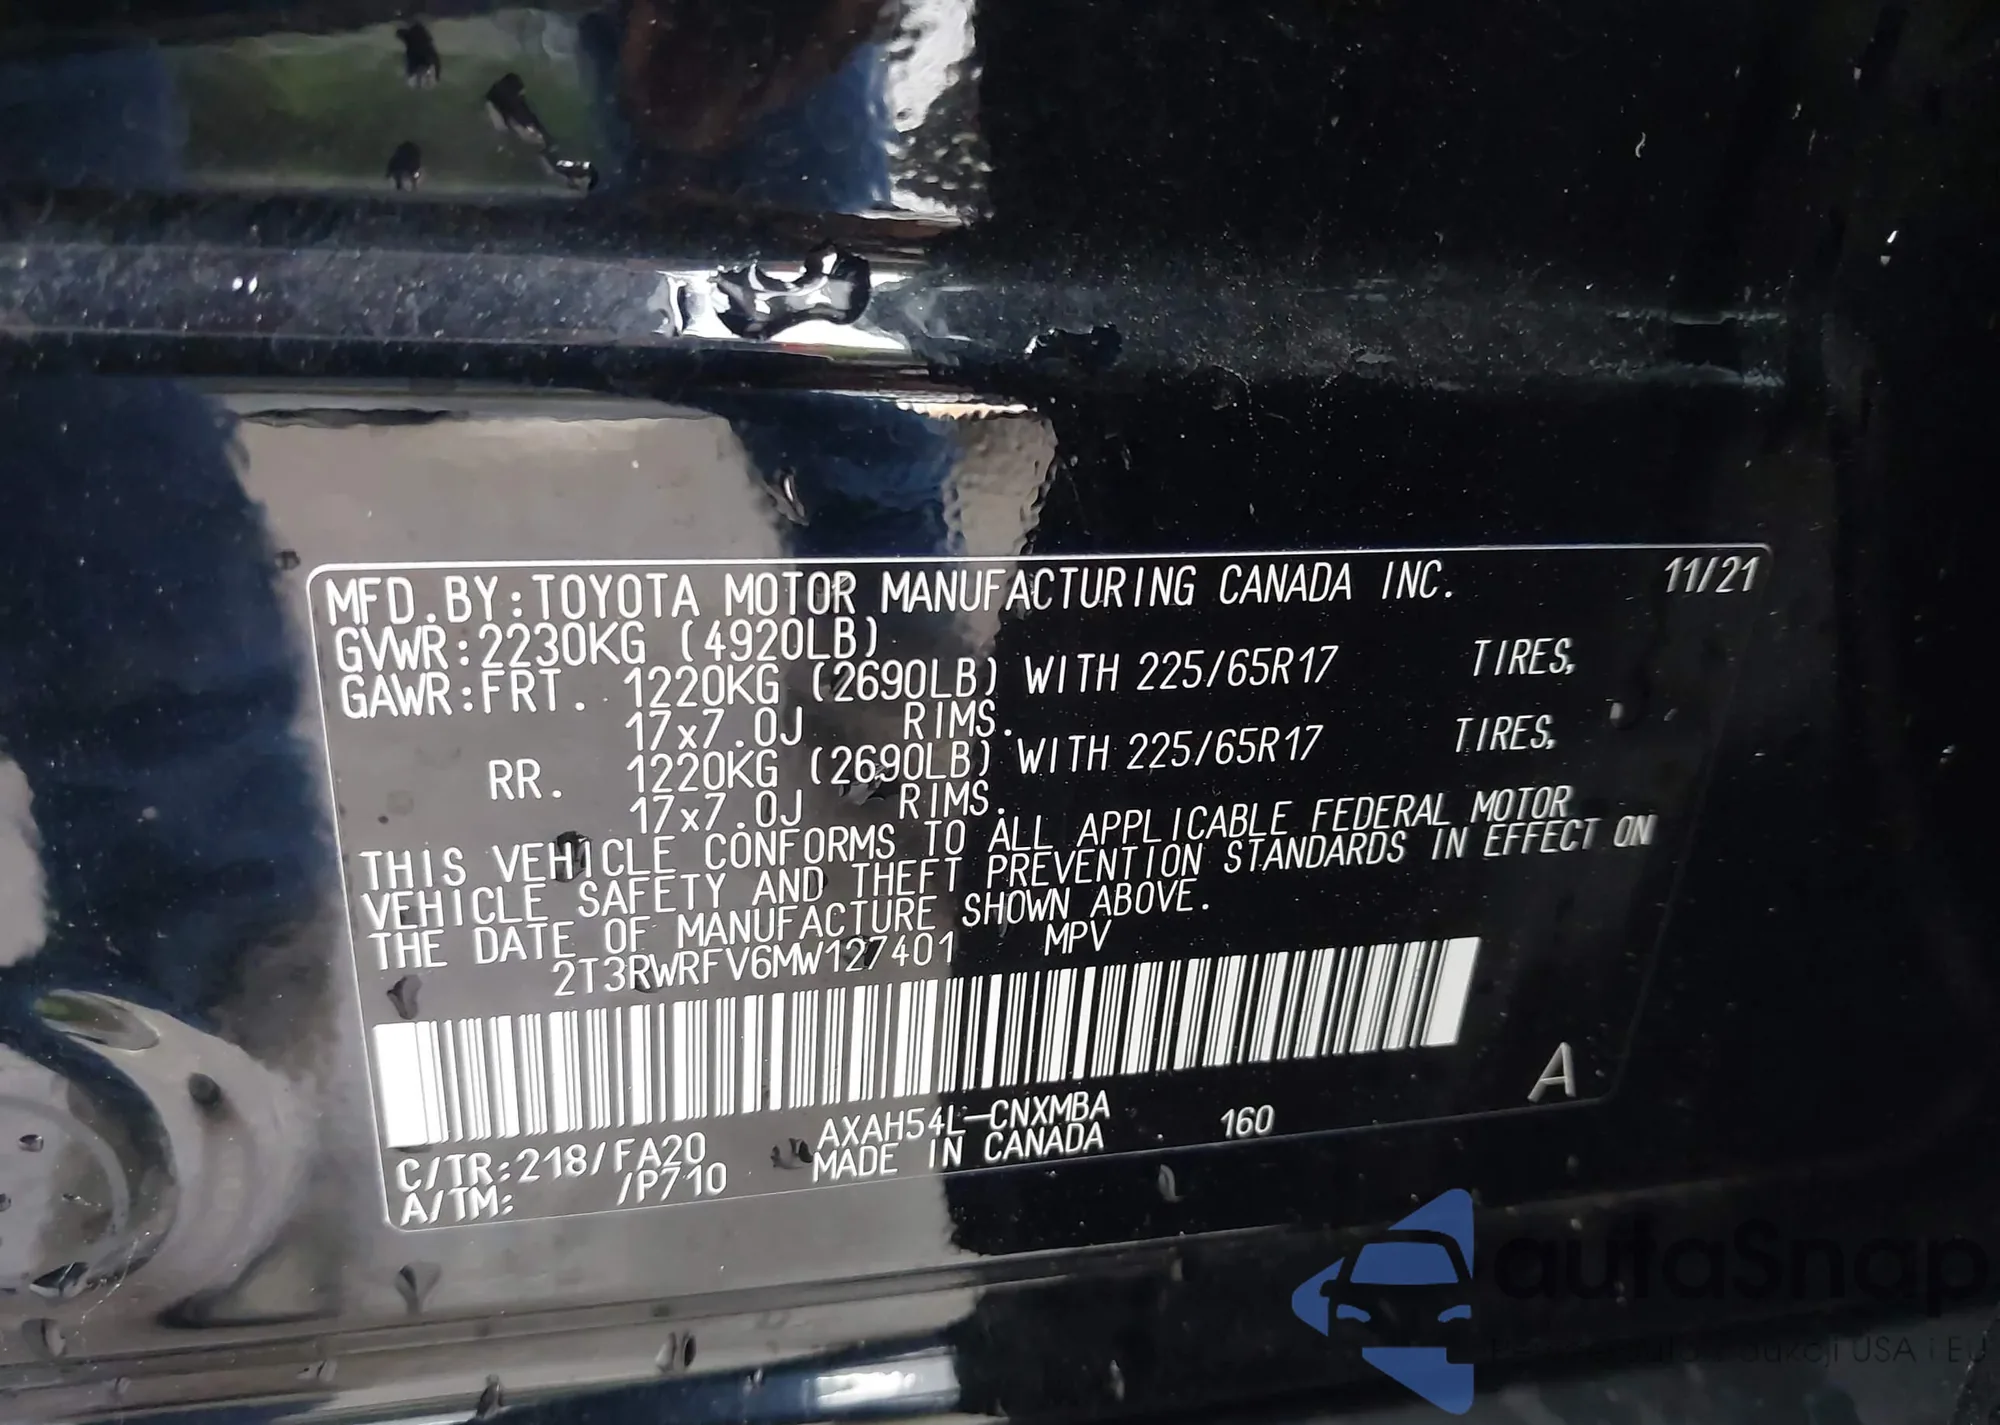 MFD.BY:TOYOTA MOTOR MANUFACTURING CANADA INC. 11/21
GVWR:2230KG (4920LB)
GAWR:FRT. 1220KG (2690LB) WITH 225/65R17 TIRES,
17x7.0J RIMS.
RR. 1220KG (2690LB) WITH 225/65R17 TIRES,
17x7.0J RIMS.
THIS VEHICLE CONFORMS TO ALL APPLICABLE FEDERAL MOTOR
VEHICLE SAFETY AND THEFT PREVENTION STANDARDS IN EFFECT ON
THE DATE OF MANUFACTURE SHOWN ABOVE.
2T3RWRFV6MW127401 MPV
A
AXAH54L-CNXMBA 160
C/TR:218/FA20 MADE IN CANADA
A/TM: /P710
autaSnap
USA i EU